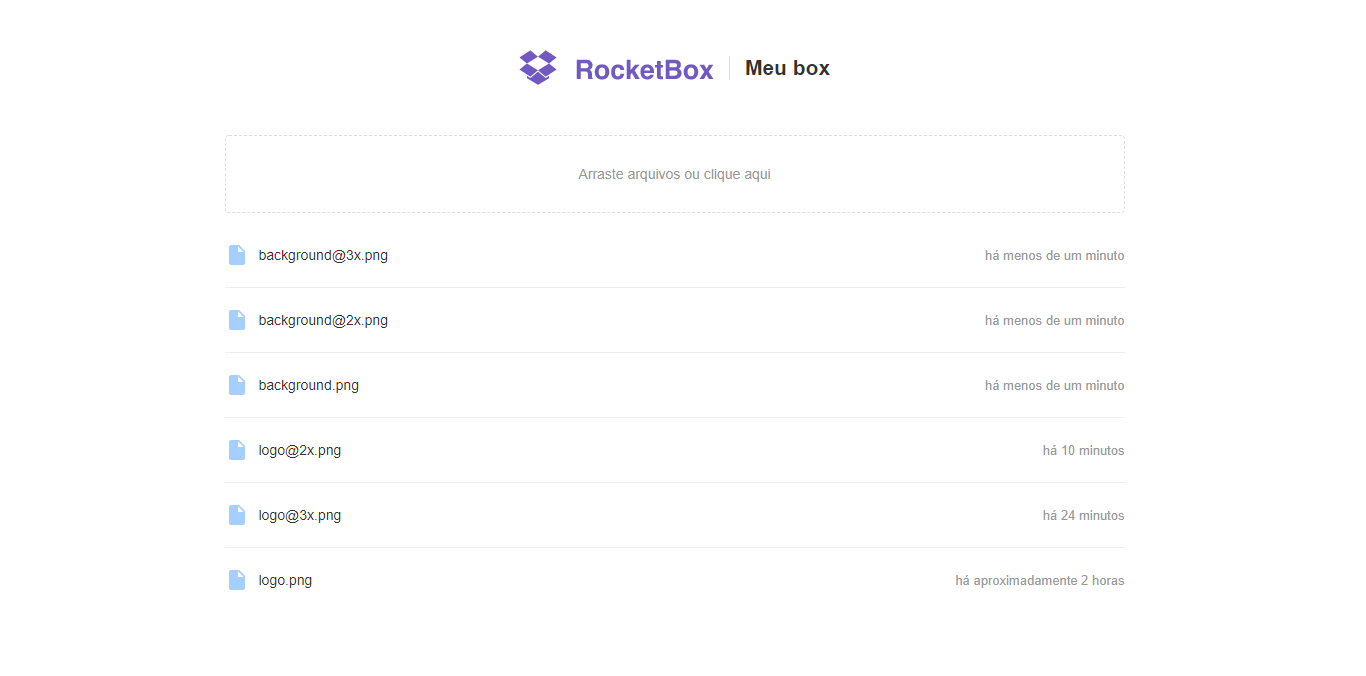 RocketBox Meu box
Arraste arquivos ou clique aqui
background@3x.png há menos de um minuto
background@2x.png há menos de um minuto
background.png há menos de um minuto
logo@2x.png há 10 minutos
logo@3x.png há 24 minutos
logo.png há aproximadamente 2 horas